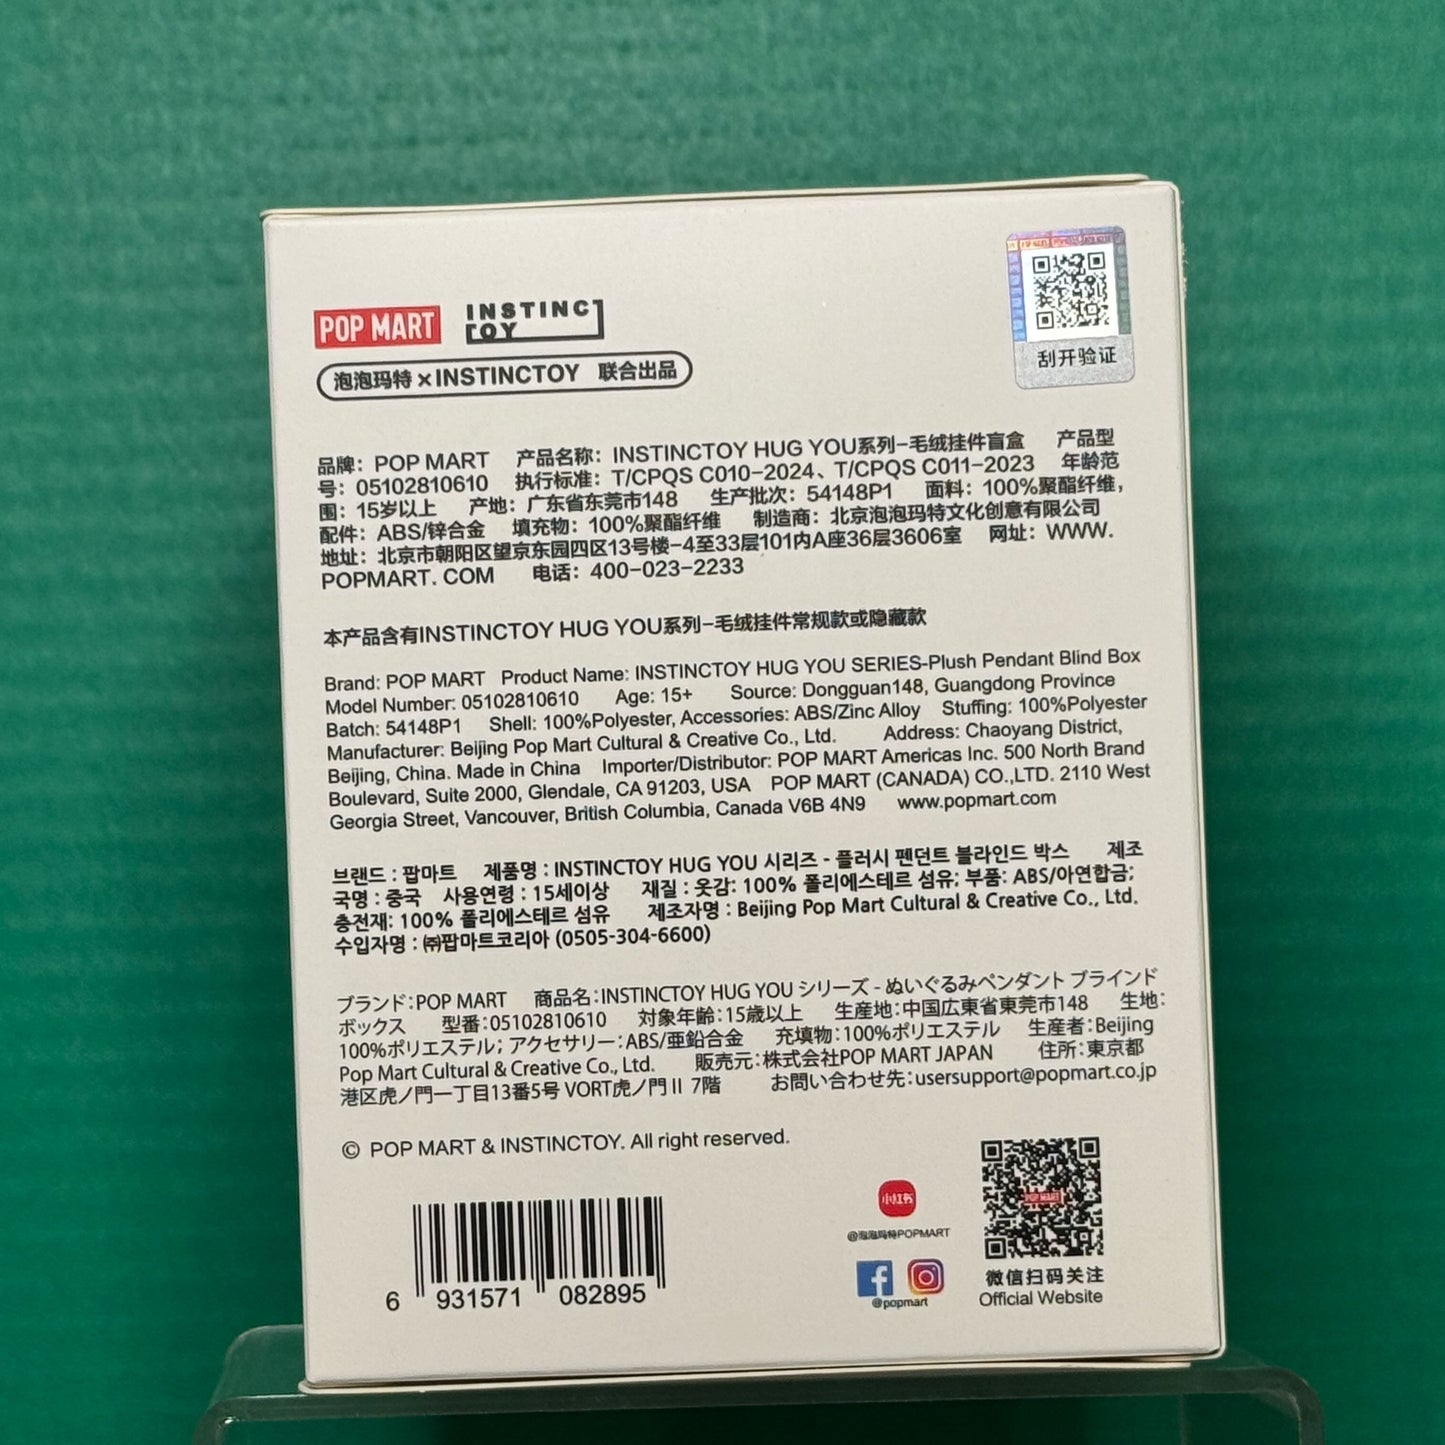 POP MART INSTINCTOY
泡泡玛特×INSTINCTOY 联合出品
刮开验证
品牌：POP MART 产品名称：INSTINCTOY HUG YOU系列-毛绒挂件盲盒 产品型
号：05102810610 执行标准：T/CPQS C010-2024、T/CPQS C011-2023 年龄范
围：15岁以上 产地：广东省东莞市148 生产批次：54148P1 面料：100%聚酯纤维，
配件：ABS/锌合金 填充物：100%聚酯纤维 制造商：北京泡泡玛特文化创意有限公司
地址：北京市朝阳区望京东园四区13号楼-4至33层101内A座36层3606室 网址：WWW.
POPMART. COM 电话：400-023-2233
本产品含有INSTINCTOY HUG YOU系列-毛绒挂件常规款或隐藏款
Brand: POP MART Product Name: INSTINCTOY HUG YOU SERIES-Plush Pendant Blind Box
Model Number: 05102810610 Age: 15+ Source: Dongguan148, Guangdong Province
Batch: 54148P1 Shell: 100%Polyester, Accessories: ABS/Zinc Alloy Stuffing: 100%Polyester
Manufacturer: Beijing Pop Mart Cultural & Creative Co., Ltd. Address: Chaoyang District,
Beijing, China. Made in China Importer/Distributor: POP MART Americas Inc. 500 North Brand
Boulevard, Suite 2000, Glendale, CA 91203, USA POP MART (CANADA) CO.,LTD. 2110 West
Georgia Street, Vancouver, British Columbia, Canada V6B 4N9 www.popmart.com
브랜드 : 팝마트 제품명 : INSTINCTOY HUG YOU 시리즈 - 플러시 펜던트 블라인드 박스 제조
국명 : 중국 사용연령 : 15세이상 재질 : 옷감: 100% 폴리에스테르 섬유; 부품: ABS/아연합금;
충전재: 100% 폴리에스테르 섬유 제조자명 : Beijing Pop Mart Cultural & Creative Co., Ltd.
수입자명 : ㈜팝마트코리아 (0505-304-6600)
ブランド：POP MART 商品名：INSTINCTOY HUG YOU シリーズ - ぬいぐるみペンダント ブラインド
ボックス 型番：05102810610 対象年齢：15歳以上 生産地：中国広東省東莞市148 生地：
100%ポリエステル； アクセサリー：ABS/亜鉛合金 充填物：100%ポリエステル 生産者：Beijing
Pop Mart Cultural & Creative Co., Ltd. 販売元：株式会社POP MART JAPAN 住所：東京都
港区虎ノ門一丁目13番5号 VORT虎ノ門II 7階 お問い合わせ先：usersupport@popmart.co.jp
© POP MART & INSTINCTOY. All right reserved.
6 931571 082895
小红书
@泡泡玛特POPMART
@popmart
POP MART
微信扫码关注
Official Website